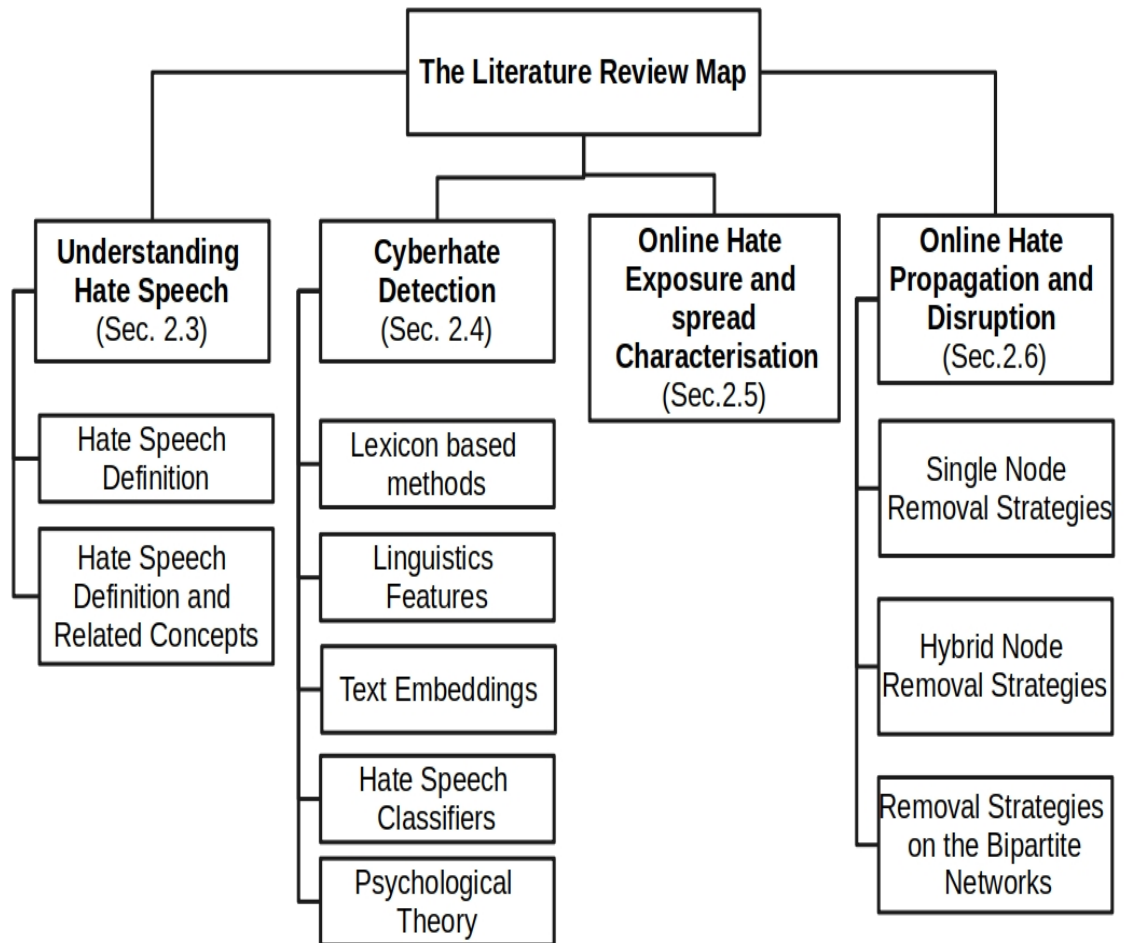 The Literature Review Map
Understanding
Hate Speech
(Sec. 2.3)
Hate Speech
Definition
Hate Speech
Definition and
Related Concepts
Cyberhate
Detection
(Sec. 2.4)
Lexicon based
methods
Linguistics
Features
Text Embeddings
Hate Speech
Classifiers
Psychological
Theory
Online Hate
Exposure and
spread
Characterisation
(Sec.2.5)
Online Hate
Propagation and
Disruption
(Sec.2.6)
Single Node
Removal Strategies
Hybrid Node
Removal Strategies
Removal Strategies
on the Bipartite
Networks